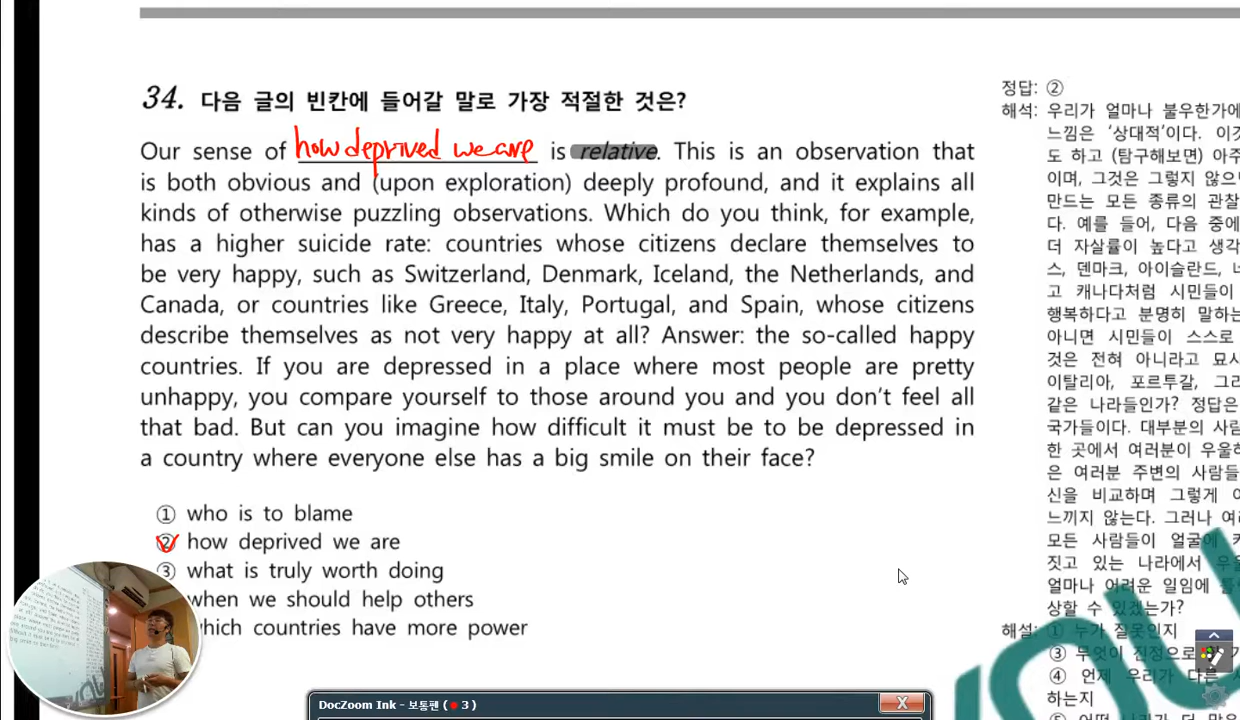 34. 다음 글의 빈칸에 들어갈 말로 가장 적절한 것은?
Our sense of how deprived we are is relative. This is an observation that
is both obvious and (upon exploration) deeply profound, and it explains all
kinds of otherwise puzzling observations. Which do you think, for example,
has a higher suicide rate: countries whose citizens declare themselves to
be very happy, such as Switzerland, Denmark, Iceland, the Netherlands, and
Canada, or countries like Greece, Italy, Portugal, and Spain, whose citizens
describe themselves as not very happy at all? Answer: the so-called happy
countries. If you are depressed in a place where most people are pretty
unhappy, you compare yourself to those around you and you don't feel all
that bad. But can you imagine how difficult it must be to be depressed in
a country where everyone else has a big smile on their face?
① who is to blame
② how deprived we are
③ what is truly worth doing
when we should help others
which countries have more power
정답: ②
해석: 우리가 얼마나 불우한가에
느낌은 '상대적'이다. 이것
도 하고 (탐구해보면) 아주
이며, 그것은 그렇지 않으면
만드는 모든 종류의 관찰
다. 예를 들어, 다음 중에
더 자살률이 높다고 생각
스, 덴마크, 아이슬란드, 네
고 캐나다처럼 시민들이
행복하다고 분명히 말하는
아니면 시민들이 스스로
것은 전혀 아니라고 묘사
이탈리아, 포르투갈, 그리
같은 나라들인가? 정답은
국가들이다. 대부분의 사람
한 곳에서 여러분이 우울하
은 여러분 주변의 사람들
신을 비교하며 그렇게 이
느끼지 않는다. 그러나 여러
모든 사람들이 얼굴에 커
짓고 있는 나라에서 우울
얼마나 어려운 일임에 틀
상할 수 있겠는가?
해설: ① 누가 잘못인지
③ 무엇이 진정으로
④ 언제 우리가 다른 사
하는지
DocZoom Ink - 보통펜 ( 3 )